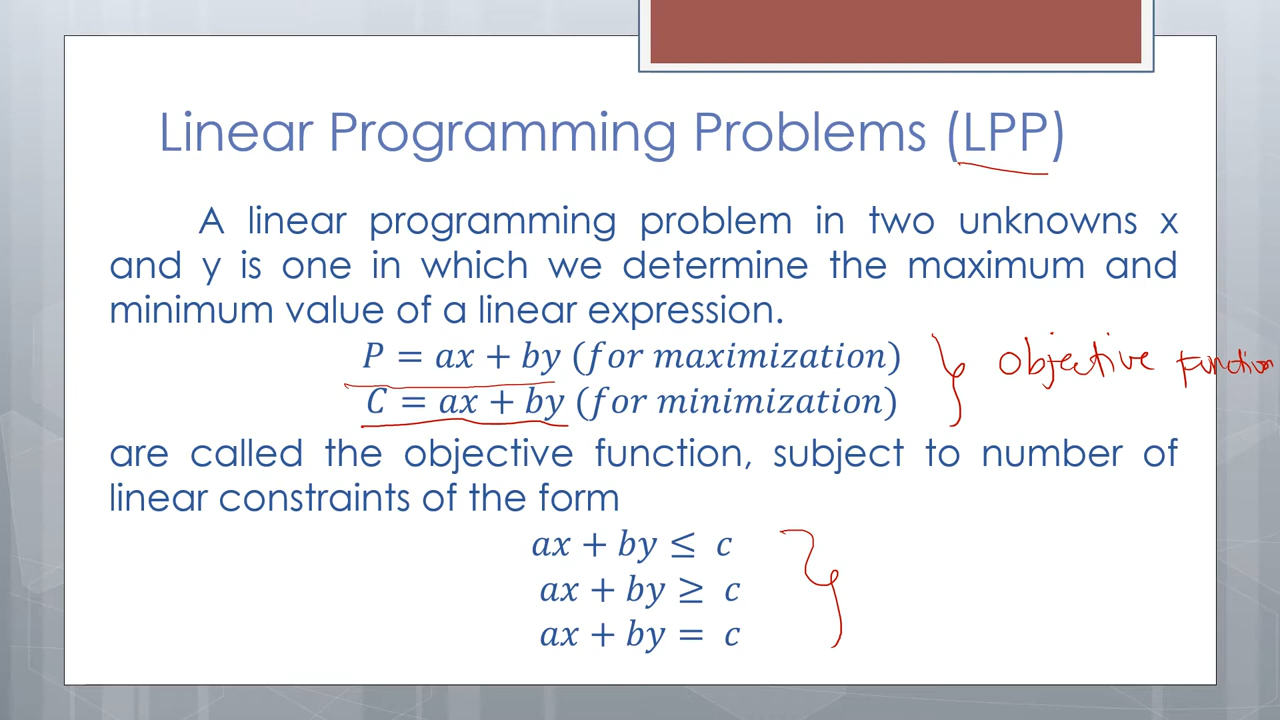 Linear Programming Problems (LPP)
A linear programming problem in two unknowns x
and y is one in which we determine the maximum and
minimum value of a linear expression.
P = ax + by (for maximization)
C = ax + by (for minimization)
objective function
are called the objective function, subject to number of
linear constraints of the form
ax + by ≤ c
ax + by ≥ c
ax + by = c